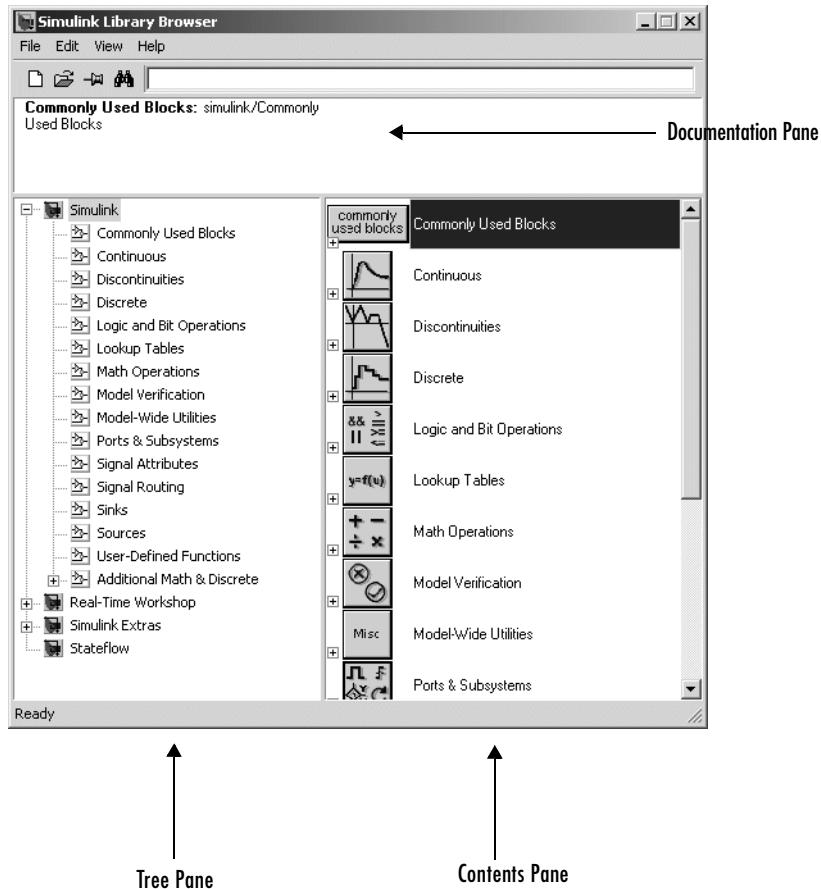 Simulink Library Browser
File Edit View Help
Commonly Used Blocks: simulink/Commonly
Used Blocks
Documentation Pane
Simulink
Commonly Used Blocks
Continuous
Discontinuities
Discrete
Logic and Bit Operations
Lookup Tables
Math Operations
Model Verification
Model-Wide Utilities
Ports & Subsystems
Signal Attributes
Signal Routing
Sinks
Sources
User-Defined Functions
Additional Math & Discrete
Real-Time Workshop
Simulink Extras
Stateflow
commonly
used blocks
Commonly Used Blocks
Continuous
Discontinuities
Discrete
Logic and Bit Operations
y=f(u)
Lookup Tables
Math Operations
Model Verification
Misc
Model-Wide Utilities
Ports & Subsystems
Ready
Tree Pane
Contents Pane